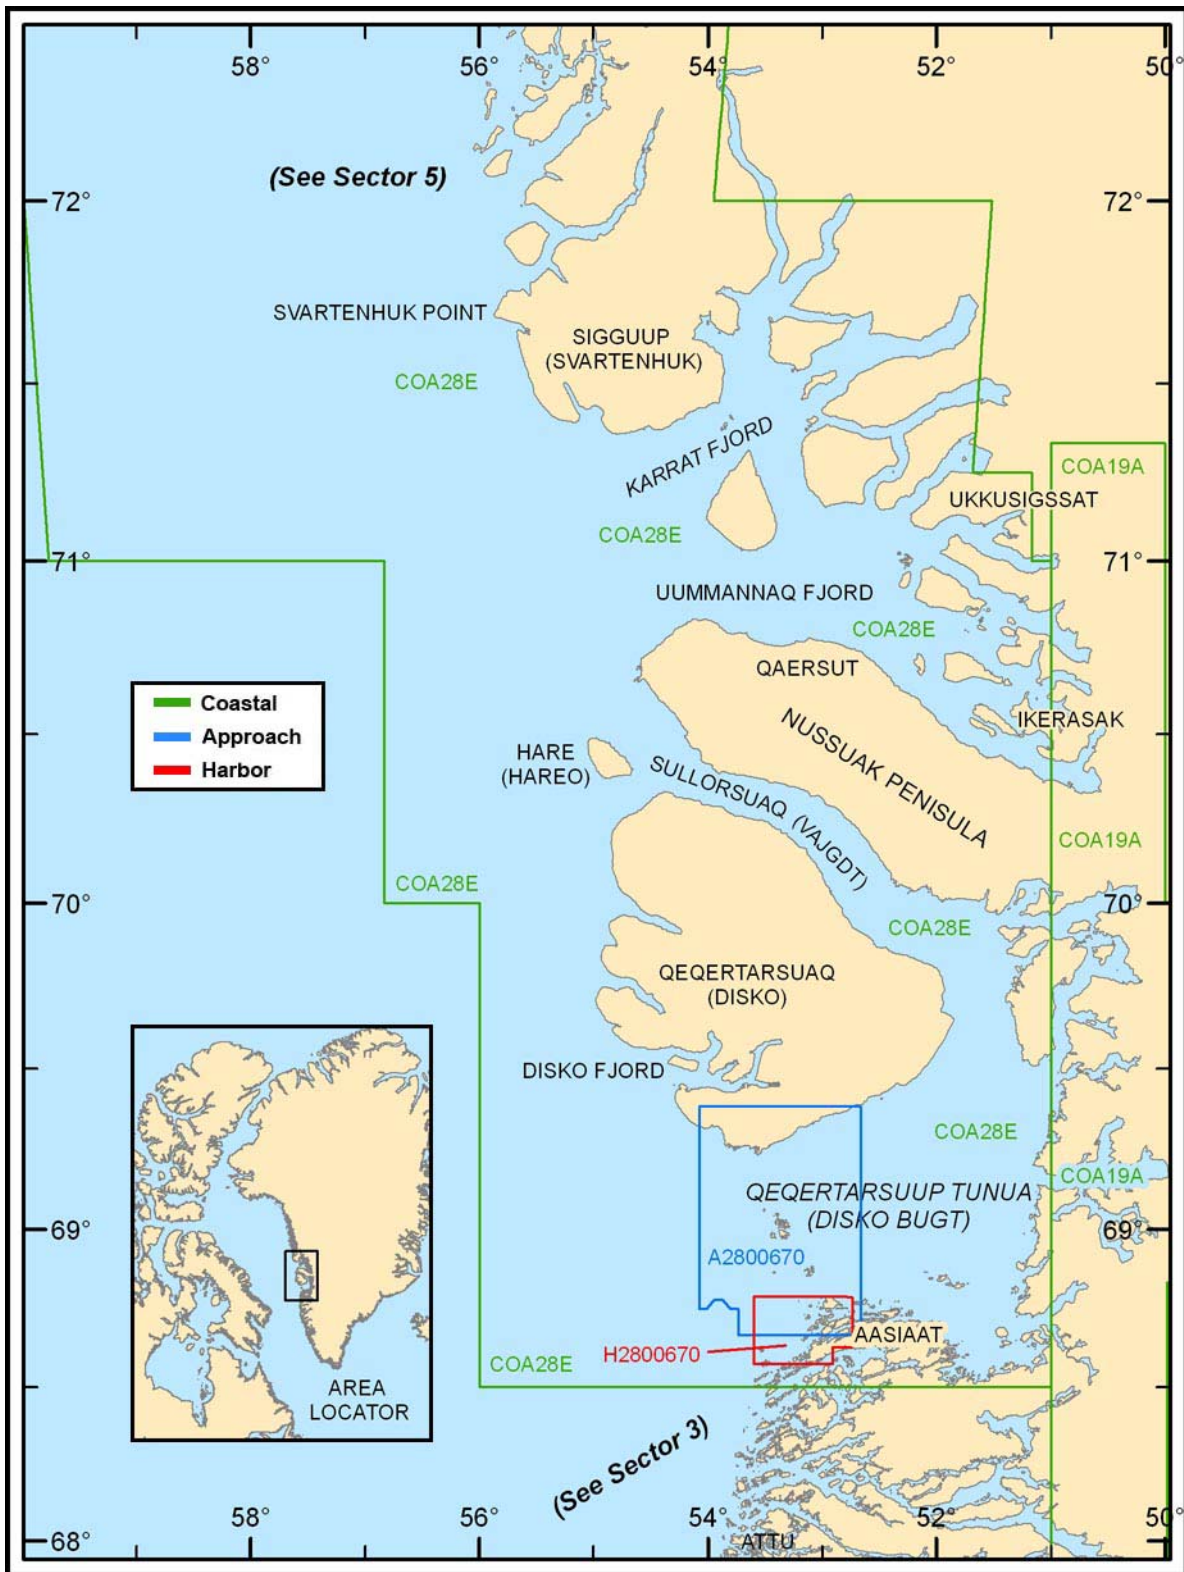 58° 56° 54° 52° 50°
(See Sector 5)
72° 72°
SVARTENHUK POINT
SIGGUUP
(SVARTENHUK)
COA28E
KARRAT FJORD
COA19A
UKKUSIGSSAT
COA28E
71° 71°
UUMMANNAQ FJORD
COA28E
QAERSUT
Coastal
Approach
Harbor
IKERASAK
NUSSUAK PENISULA
HARE
(HAREO)
SULLORSUAQ (VAJGDT)
COA19A
COA28E
70° 70°
COA28E
QEQERTARSUAQ
(DISKO)
DISKO FJORD
COA28E
COA19A
QEQERTARSUUP TUNUA
(DISKO BUGT)
69° 69°
A2800670
AASIAAT
H2800670
COA28E
AREA
LOCATOR
(See Sector 3)
58° 56° 54° 52° 50°
68° 68°
ATTU